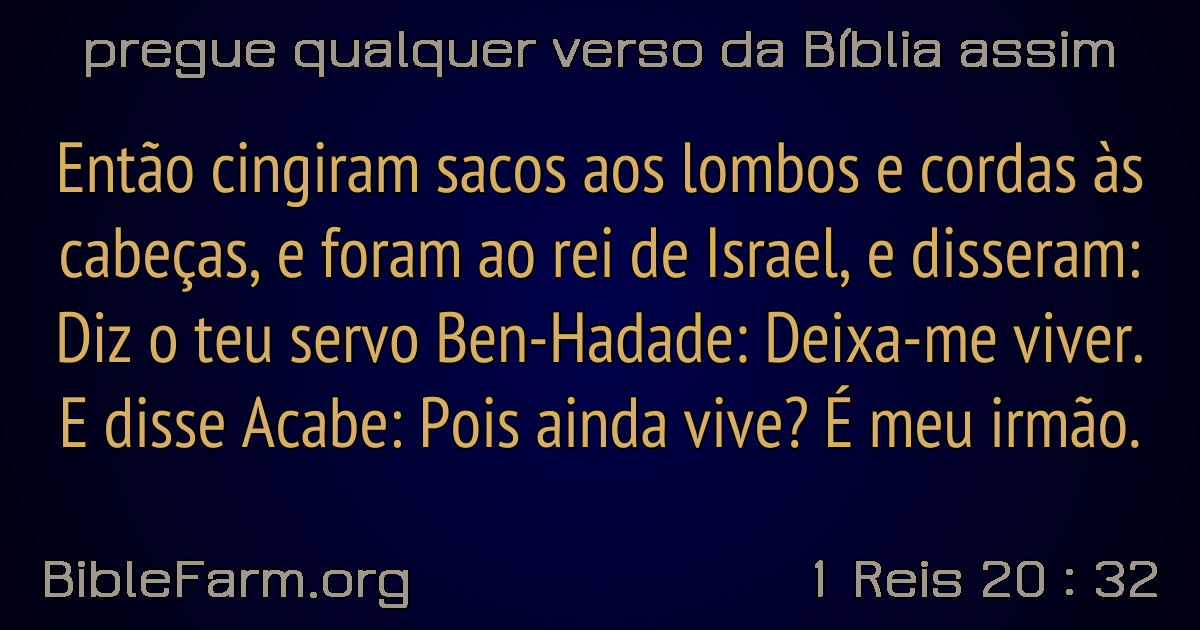 pregue qualquer verso da Bíblia assim
Então cingiram sacos aos lombos e cordas às
cabeças, e foram ao rei de Israel, e disseram:
Diz o teu servo Ben-Hadade: Deixa-me viver.
E disse Acabe: Pois ainda vive? É meu irmão.
BibleFarm.org
1 Reis 20 : 32